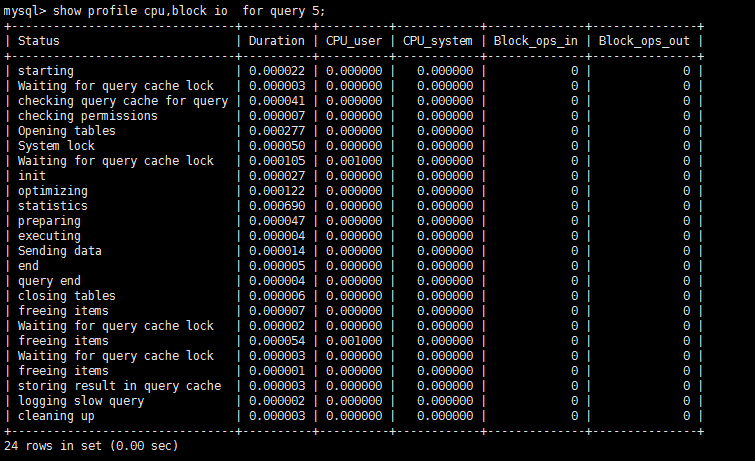 mysql> show profile cpu,block io  for query 5;
+--------------------------------+----------+----------+------------+--------------+---------------+
| Status                         | Duration | CPU_user | CPU_system | Block_ops_in | Block_ops_out |
+--------------------------------+----------+----------+------------+--------------+---------------+
| starting                       | 0.000022 | 0.000000 |   0.000000 |            0 |             0 |
| Waiting for query cache lock   | 0.000003 | 0.000000 |   0.000000 |            0 |             0 |
| checking query cache for query | 0.000041 | 0.000000 |   0.000000 |            0 |             0 |
| checking permissions           | 0.000007 | 0.000000 |   0.000000 |            0 |             0 |
| Opening tables                 | 0.000277 | 0.000000 |   0.000000 |            0 |             0 |
| System lock                    | 0.000050 | 0.000000 |   0.000000 |            0 |             0 |
| Waiting for query cache lock   | 0.000105 | 0.001000 |   0.000000 |            0 |             0 |
| init                           | 0.000027 | 0.000000 |   0.000000 |            0 |             0 |
| optimizing                     | 0.000122 | 0.000000 |   0.000000 |            0 |             0 |
| statistics                     | 0.000690 | 0.000000 |   0.000000 |            0 |             0 |
| preparing                      | 0.000047 | 0.000000 |   0.000000 |            0 |             0 |
| executing                      | 0.000004 | 0.000000 |   0.000000 |            0 |             0 |
| Sending data                   | 0.000014 | 0.000000 |   0.000000 |            0 |             0 |
| end                            | 0.000005 | 0.000000 |   0.000000 |            0 |             0 |
| query end                      | 0.000004 | 0.000000 |   0.000000 |            0 |             0 |
| closing tables                 | 0.000006 | 0.000000 |   0.000000 |            0 |             0 |
| freeing items                  | 0.000007 | 0.000000 |   0.000000 |            0 |             0 |
| Waiting for query cache lock   | 0.000002 | 0.000000 |   0.000000 |            0 |             0 |
| freeing items                  | 0.000054 | 0.001000 |   0.000000 |            0 |             0 |
| Waiting for query cache lock   | 0.000003 | 0.000000 |   0.000000 |            0 |             0 |
| freeing items                  | 0.000001 | 0.000000 |   0.000000 |            0 |             0 |
| storing result in query cache  | 0.000003 | 0.000000 |   0.000000 |            0 |             0 |
| logging slow query             | 0.000002 | 0.000000 |   0.000000 |            0 |             0 |
| cleaning up                    | 0.000003 | 0.000000 |   0.000000 |            0 |             0 |
+--------------------------------+----------+----------+------------+--------------+---------------+
24 rows in set (0.00 sec)